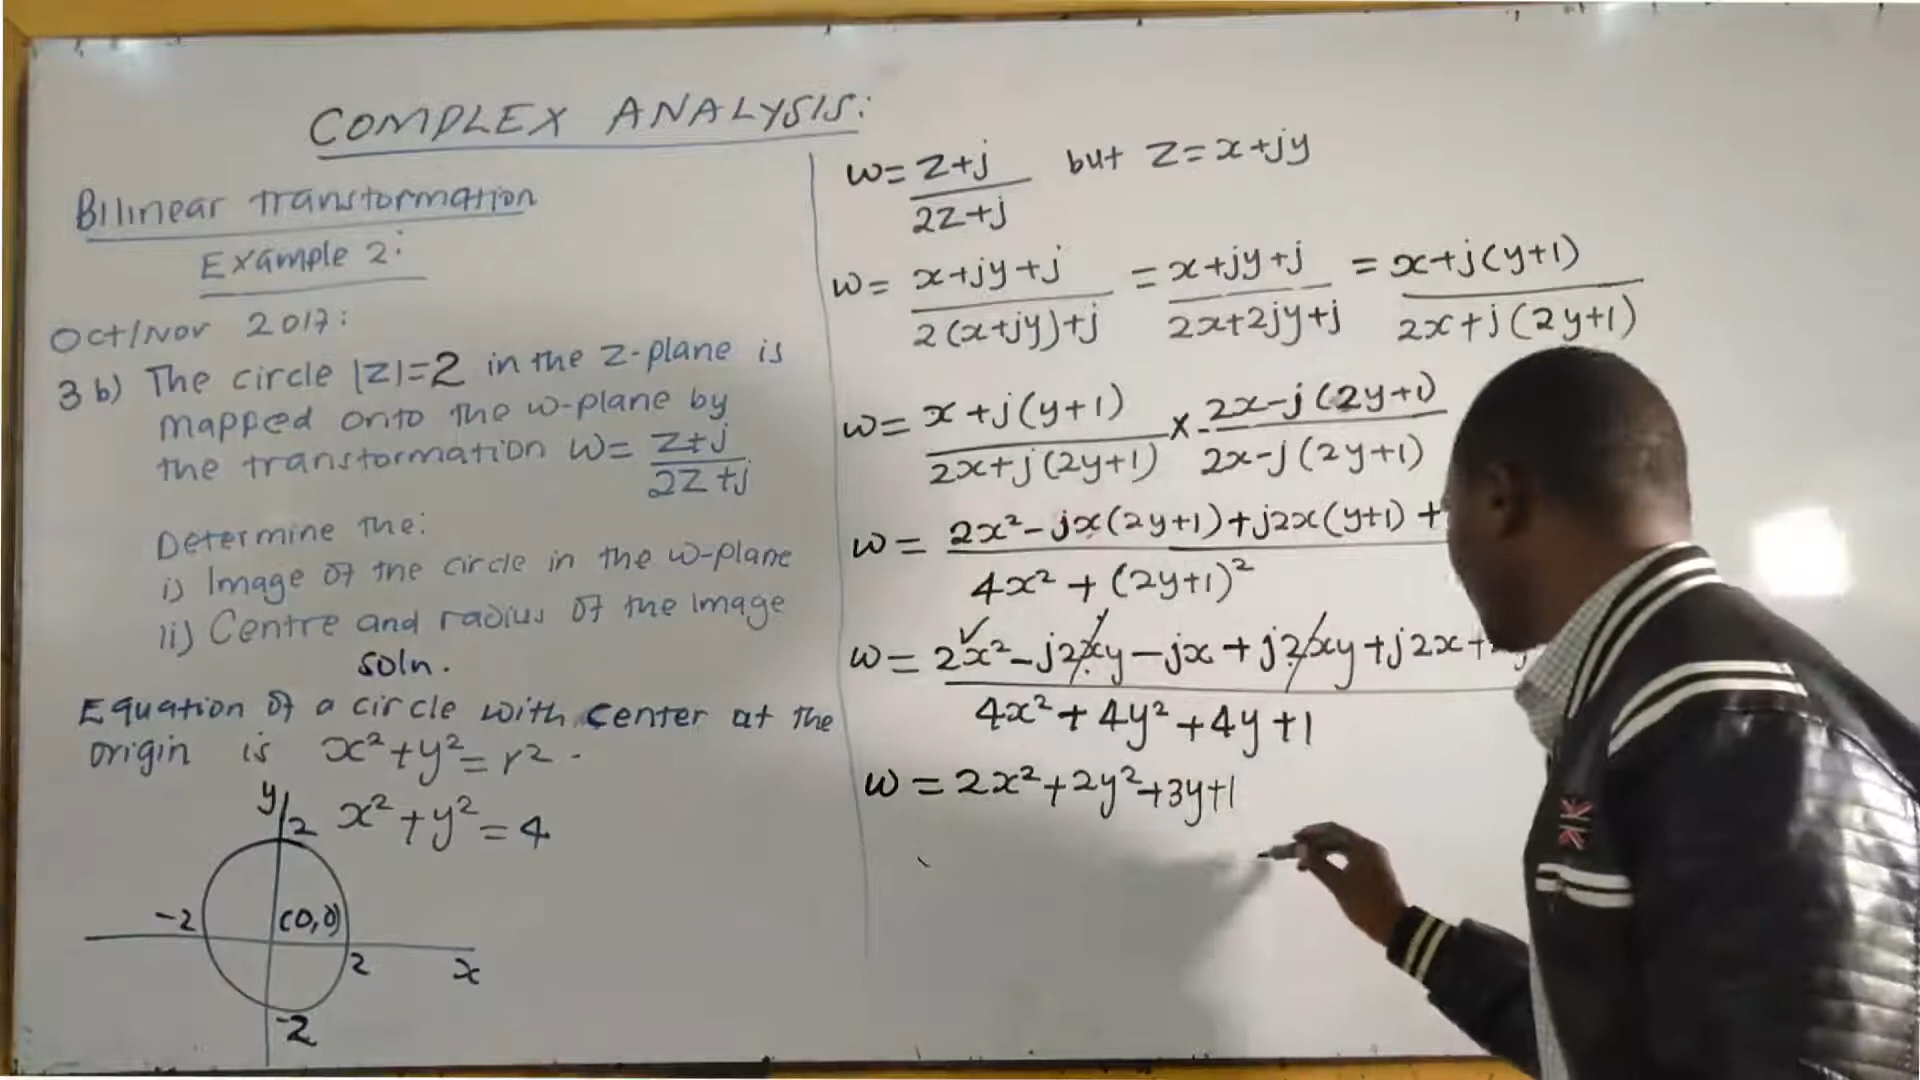 COMPLEX ANALYSIS:
Bilinear transformation
Example 2:
Oct/Nov 2017:
3 b) The circle |z|=2 in the z-plane is
mapped onto the w-plane by
the transformation w= z+j / 2z+j
Determine the:
i) Image of the circle in the w-plane
ii) Centre and radius of the image
soln.
Equation of a circle with center at the
origin is x²+y²=r².
x²+y²=4
y
2
-2
(0,0)
2
x
-2
w= z+j / 2z+j but z=x+jy
w= x+jy+j / 2(x+jy)+j = x+jy+j / 2x+2jy+j = x+j(y+1) / 2x+j(2y+1)
w= x+j(y+1) / 2x+j(2y+1) × 2x-j(2y+1) / 2x-j(2y+1)
w= 2x²-jx(2y+1)+j2x(y+1)+ / 4x²+(2y+1)²
w= 2x²-j2xy-jx+j2xy+j2x+ / 4x²+4y²+4y+1
w=2x²+2y²+3y+1